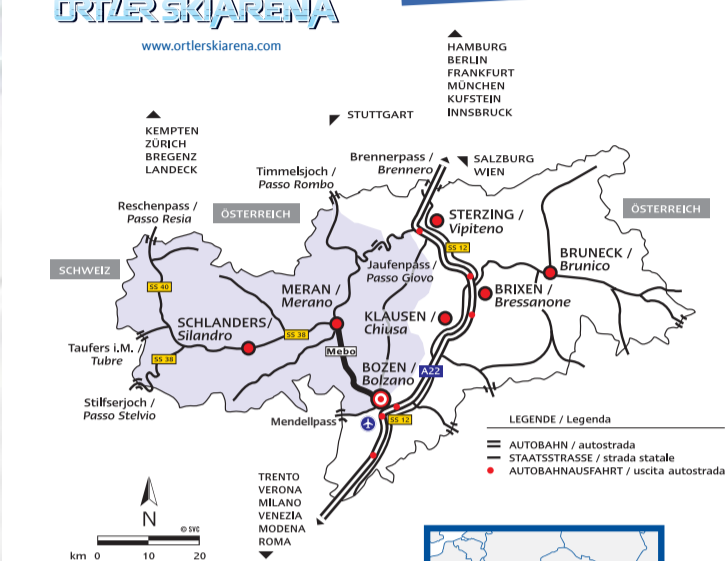 ORTLER SKIARENA
www.ortlerskiarena.com
HAMBURG
BERLIN
FRANKFURT
MÜNCHEN
KUFSTEIN
INNSBRUCK
STUTTGART
KEMPTEN
ZÜRICH
BREGENZ
LANDECK
Timmelsjoch /
Passo Rombo
Brennerpass /
Brennero
SALZBURG
WIEN
Reschenpass /
Passo Resia
ÖSTERREICH
STERZING /
Vipiteno
ÖSTERREICH
SS 12
SCHWEIZ
Jaufenpass /
Passo Giovo
BRUNECK /
Brunico
SS 40
MERAN /
Merano
BRIXEN /
Bressanone
SCHLANDERS /
Silandro
SS 38
KLAUSEN /
Chiusa
Taufers i.M. /
Tubre
SS 38
Mebo
BOZEN /
Bolzano
A22
Stilfserjoch /
Passo Stelvio
Mendellpass
SS 12
LEGENDE / Legenda
AUTOBAHN / autostrada
STAATSSTRASSE / strada statale
AUTOBAHNAUSFAHRT / uscita autostrada
TRENTO
VERONA
MILANO
VENEZIA
MODENA
ROMA
N
© SVC
km 0 10 20